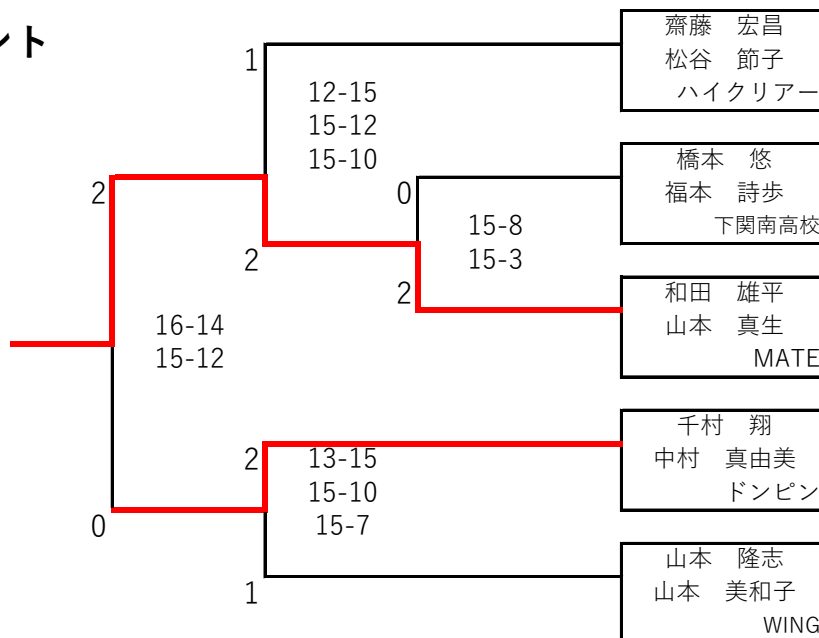 ント
齋藤　宏昌
松谷　節子
ハイクリアー
1
12-15
15-12
15-10
橋本　悠
福本　詩歩
下関南高校
2
0
15-8
15-3
2
2
和田　雄平
山本　真生
MATE
16-14
15-12
千村　翔
中村　真由美
ドンピン
2
13-15
15-10
15-7
0
山本　隆志
山本　美和子
WING
1